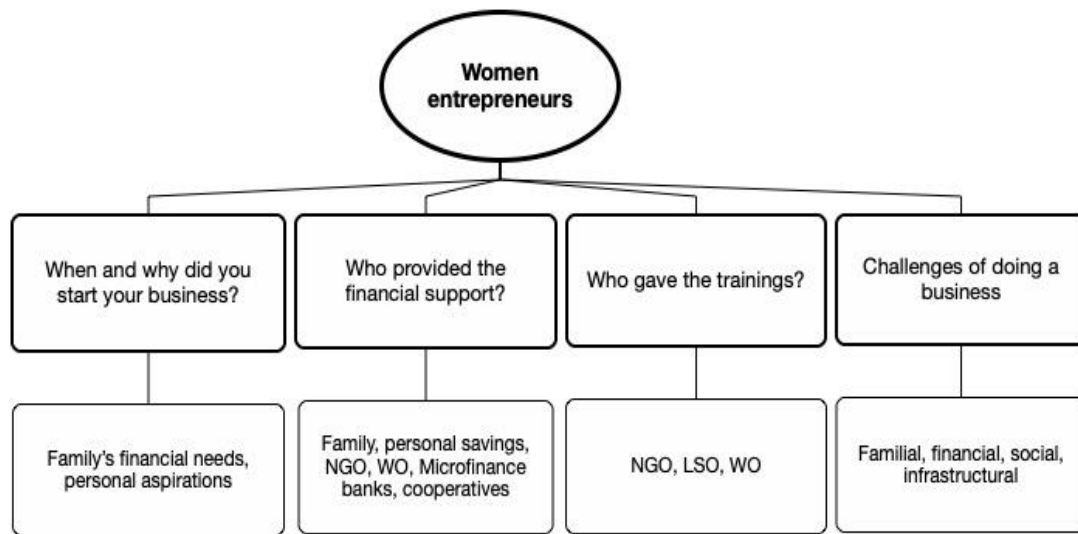 Women
entrepreneurs
When and why did you
start your business?
Who provided the
financial support?
Who gave the trainings?
Challenges of doing a
business
Family's financial needs,
personal aspirations
Family, personal savings,
NGO, WO, Microfinance
banks, cooperatives
NGO, LSO, WO
Familial, financial, social,
infrastructural